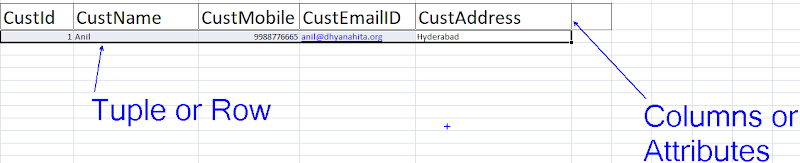 CustId CustName CustMobile CustEmailID CustAddress
1 Anil 9988776665 anil@dhyanahita.org Hyderabad
Tuple or Row
Columns or
Attributes